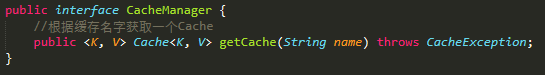 public interface CacheManager {
//根据缓存名字获取一个Cache
public <K, V> Cache<K, V> getCache(String name) throws CacheException;
}